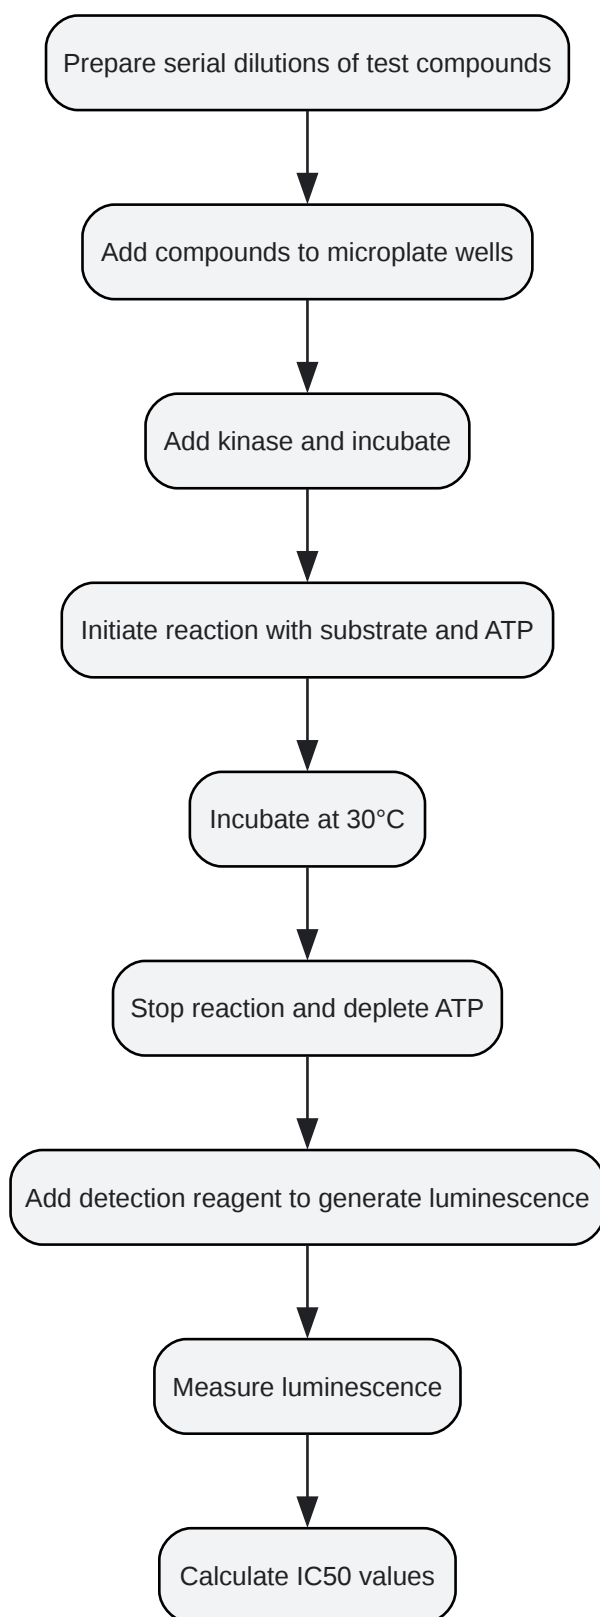 Prepare serial dilutions of test compounds
Add compounds to microplate wells
Add kinase and incubate
Initiate reaction with substrate and ATP
Incubate at 30°C
Stop reaction and deplete ATP
Add detection reagent to generate luminescence
Measure luminescence
Calculate IC50 values